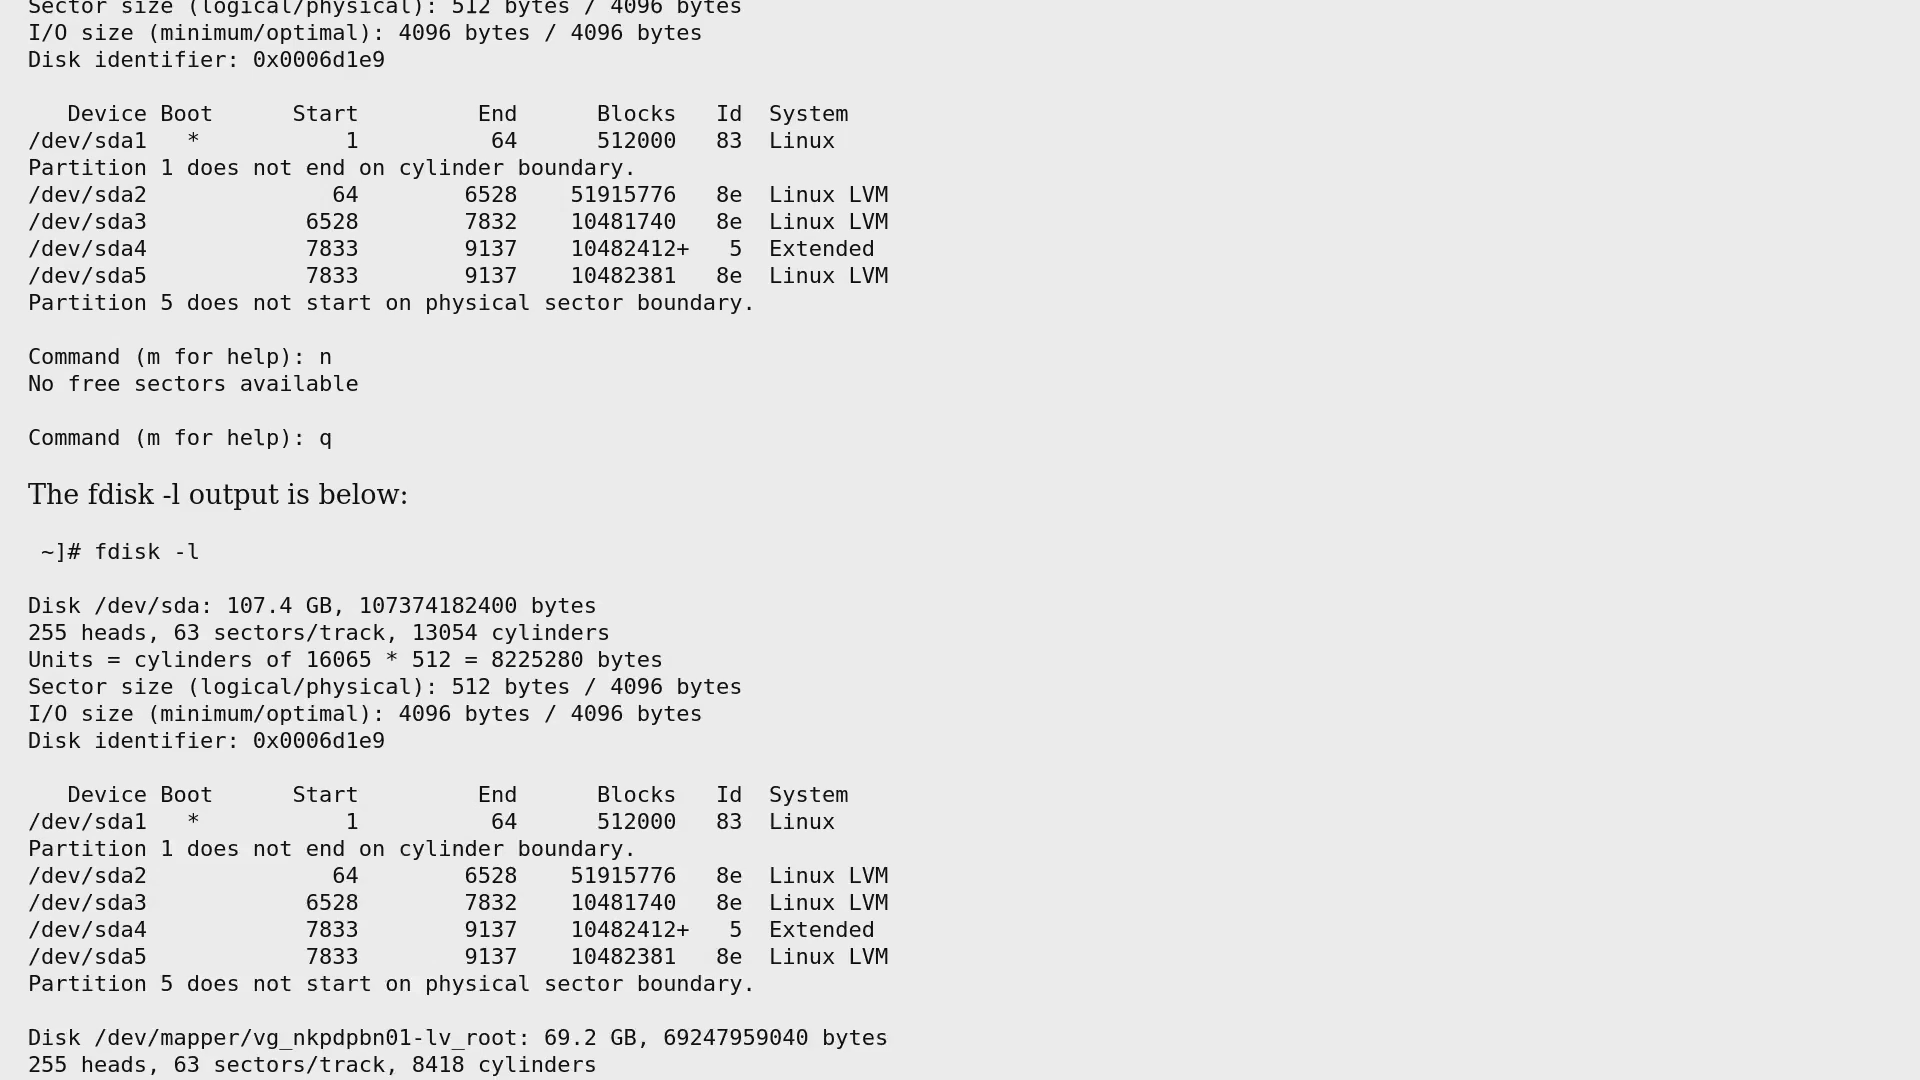 Sector size (logical/physical): 512 bytes / 4096 bytes
I/O size (minimum/optimal): 4096 bytes / 4096 bytes
Disk identifier: 0x0006d1e9

   Device Boot      Start         End      Blocks   Id  System
/dev/sda1   *           1          64      512000   83  Linux
Partition 1 does not end on cylinder boundary.
/dev/sda2              64        6528    51915776   8e  Linux LVM
/dev/sda3            6528        7832    10481740   8e  Linux LVM
/dev/sda4            7833        9137    10482412+   5  Extended
/dev/sda5            7833        9137    10482381   8e  Linux LVM
Partition 5 does not start on physical sector boundary.

Command (m for help): n
No free sectors available

Command (m for help): q

The fdisk -l output is below:

 ~]# fdisk -l

Disk /dev/sda: 107.4 GB, 107374182400 bytes
255 heads, 63 sectors/track, 13054 cylinders
Units = cylinders of 16065 * 512 = 8225280 bytes
Sector size (logical/physical): 512 bytes / 4096 bytes
I/O size (minimum/optimal): 4096 bytes / 4096 bytes
Disk identifier: 0x0006d1e9

   Device Boot      Start         End      Blocks   Id  System
/dev/sda1   *           1          64      512000   83  Linux
Partition 1 does not end on cylinder boundary.
/dev/sda2              64        6528    51915776   8e  Linux LVM
/dev/sda3            6528        7832    10481740   8e  Linux LVM
/dev/sda4            7833        9137    10482412+   5  Extended
/dev/sda5            7833        9137    10482381   8e  Linux LVM
Partition 5 does not start on physical sector boundary.

Disk /dev/mapper/vg_nkpdpbn01-lv_root: 69.2 GB, 69247959040 bytes
255 heads, 63 sectors/track, 8418 cylinders